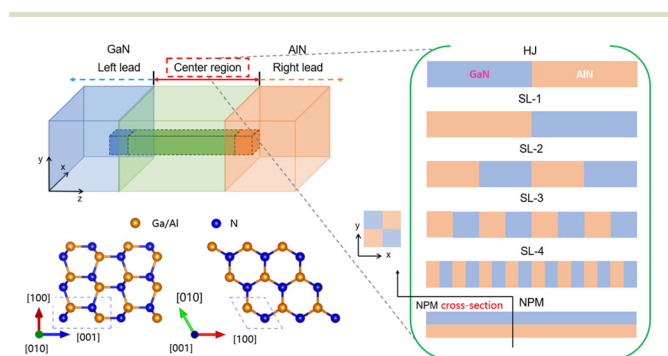 GaN AlN
Left lead Center region Right lead
y
x
z
Ga/Al N
[100]
[001]
[010]
[010]
[001]
[100]
HJ
GaN AlN
SL-1
SL-2
SL-3
SL-4
y
x
NPM cross-section
NPM